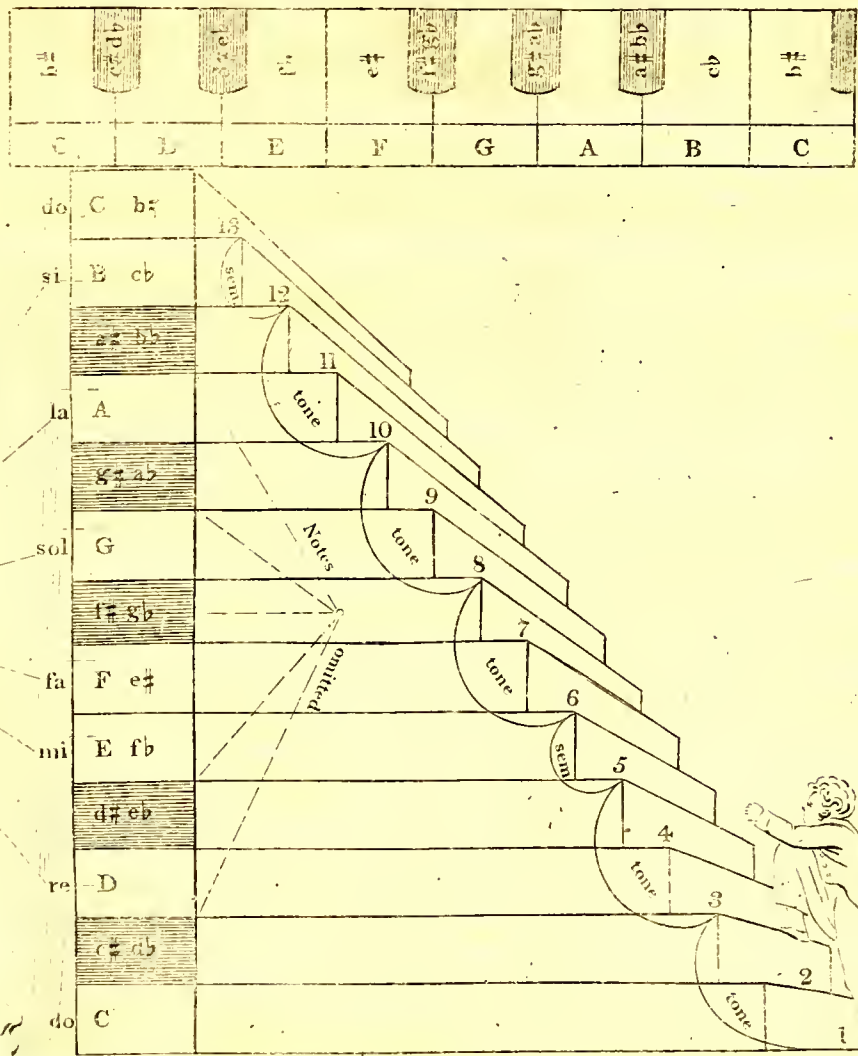 b♯ c♯ d♭ d♯ e♭ f♭ e♯ f♯ g♭ g♯ a♭ a♯ b♭ c♭ b♯
C D E F G A B C
do C b♯
13
si B c♭
sem
12
a♯ b♭
11
la A
tone
10
g♯ a♭
9
sol G
Notes
tone
8
f♯ g♭
7
omitted
fa F e♯
tone
6
mi E f♭
sem
5
d♯ e♭
4
re D
tone
3
c♯ d♭
2
do C
tone
1